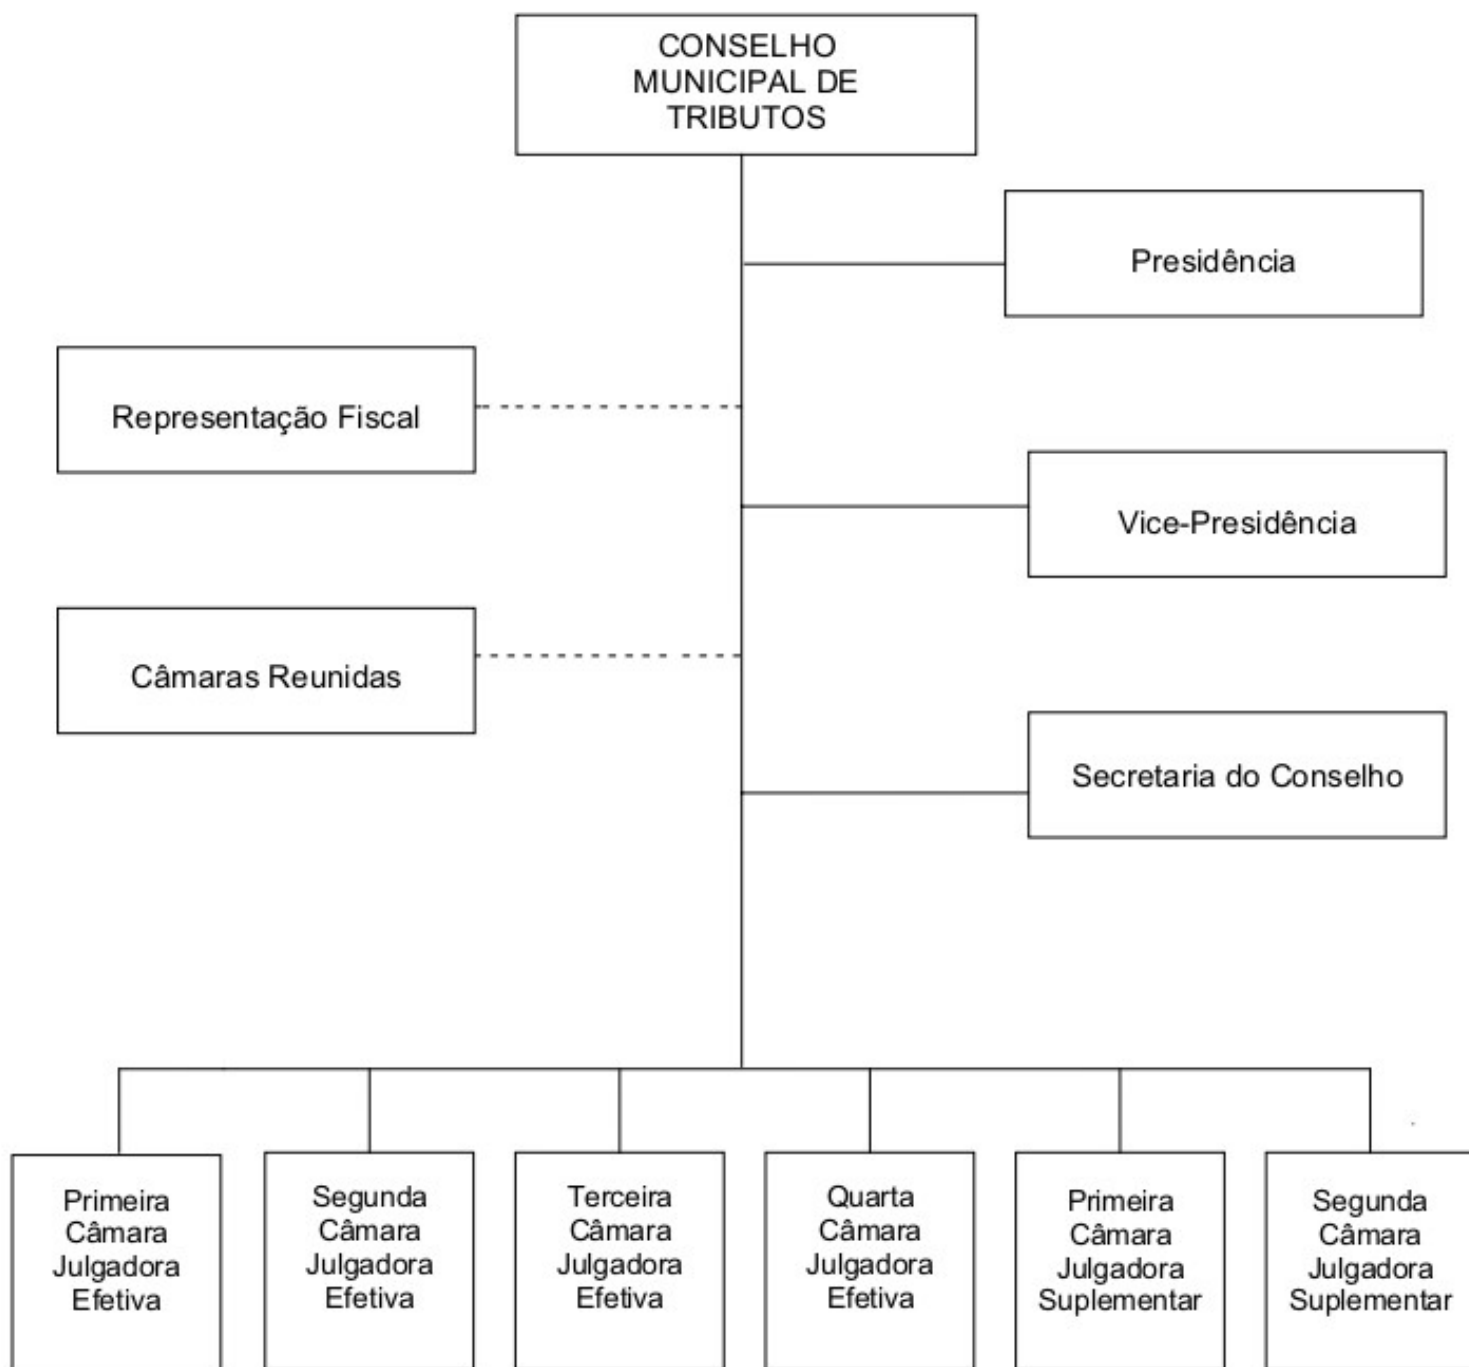 CONSELHO
MUNICIPAL DE
TRIBUTOS
Presidência
Representação Fiscal
Vice-Presidência
Câmaras Reunidas
Secretaria do Conselho
Primeira
Câmara
Julgadora
Efetiva
Segunda
Câmara
Julgadora
Efetiva
Terceira
Câmara
Julgadora
Efetiva
Quarta
Câmara
Julgadora
Efetiva
Primeira
Câmara
Julgadora
Suplementar
Segunda
Câmara
Julgadora
Suplementar